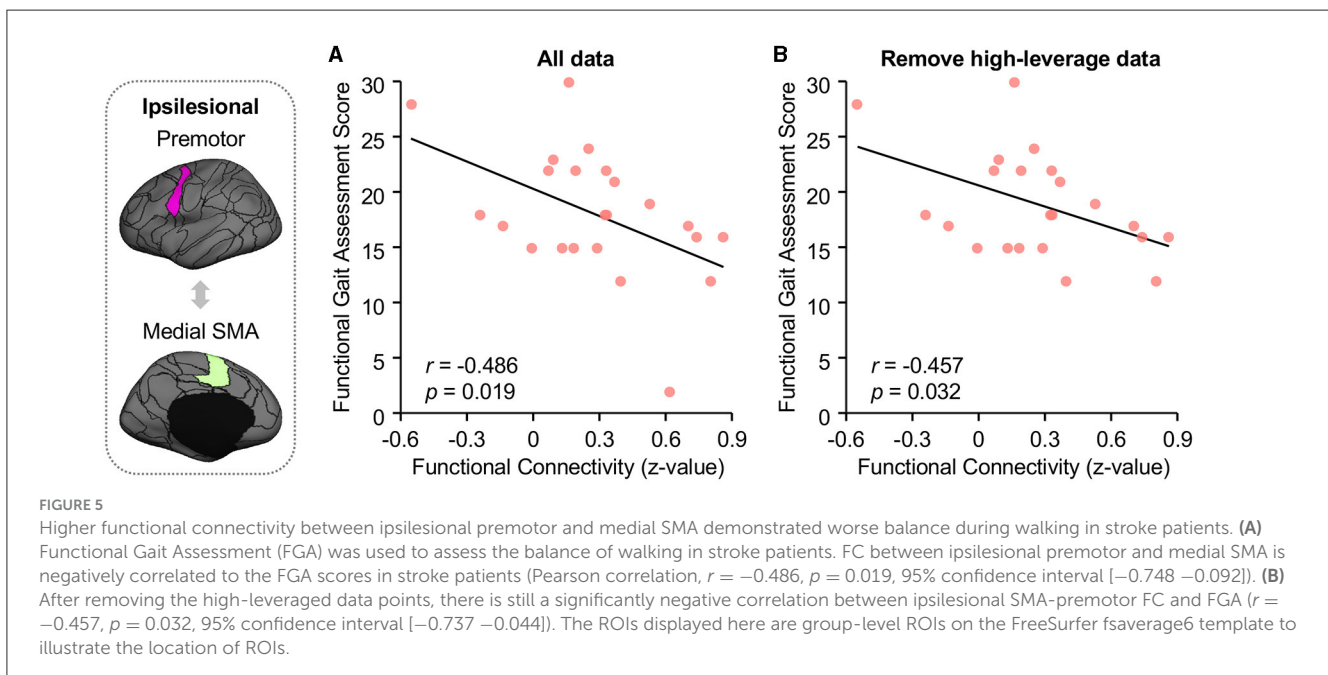 Ipsilesional
Premotor
Medial SMA
A
All data
Functional Gait Assessment Score
30
25
20
15
10
5
0
r = -0.486
p = 0.019
-0.6
0
0.3
0.6
0.9
Functional Connectivity (z-value)
B
Remove high-leverage data
Functional Gait Assessment Score
30
25
20
15
10
5
0
r = -0.457
p = 0.032
-0.6
0
0.3
0.6
0.9
Functional Connectivity (z-value)
FIGURE 5
Higher functional connectivity between ipsilesional premotor and medial SMA demonstrated worse balance during walking in stroke patients. (A)
Functional Gait Assessment (FGA) was used to assess the balance of walking in stroke patients. FC between ipsilesional premotor and medial SMA is
negatively correlated to the FGA scores in stroke patients (Pearson correlation, r = −0.486, p = 0.019, 95% confidence interval [−0.748 −0.092]). (B)
After removing the high-leveraged data points, there is still a significantly negative correlation between ipsilesional SMA-premotor FC and FGA (r =
−0.457, p = 0.032, 95% confidence interval [−0.737 −0.044]). The ROIs displayed here are group-level ROIs on the FreeSurfer fsaverage6 template to
illustrate the location of ROIs.